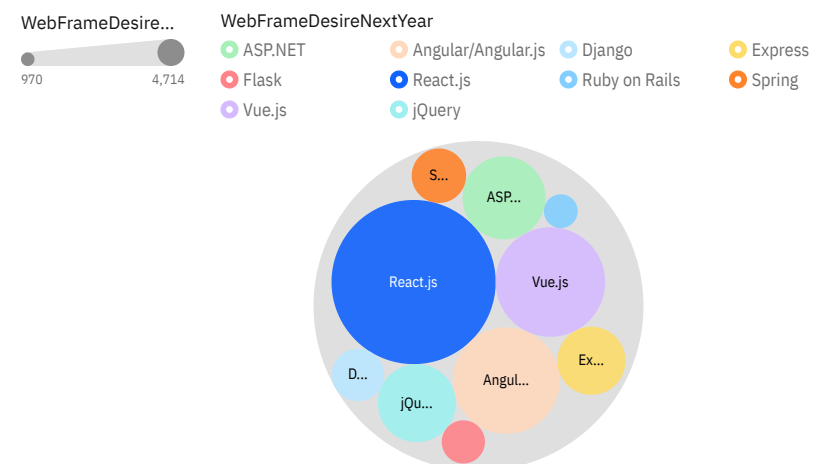 WebFrameDesire...
970 4,714
WebFrameDesireNextYear
ASP.NET Angular/Angular.js Django Express
Flask React.js Ruby on Rails Spring
Vue.js jQuery
S...
ASP...
React.js Vue.js
Ex...
D... Angul...
jQu...